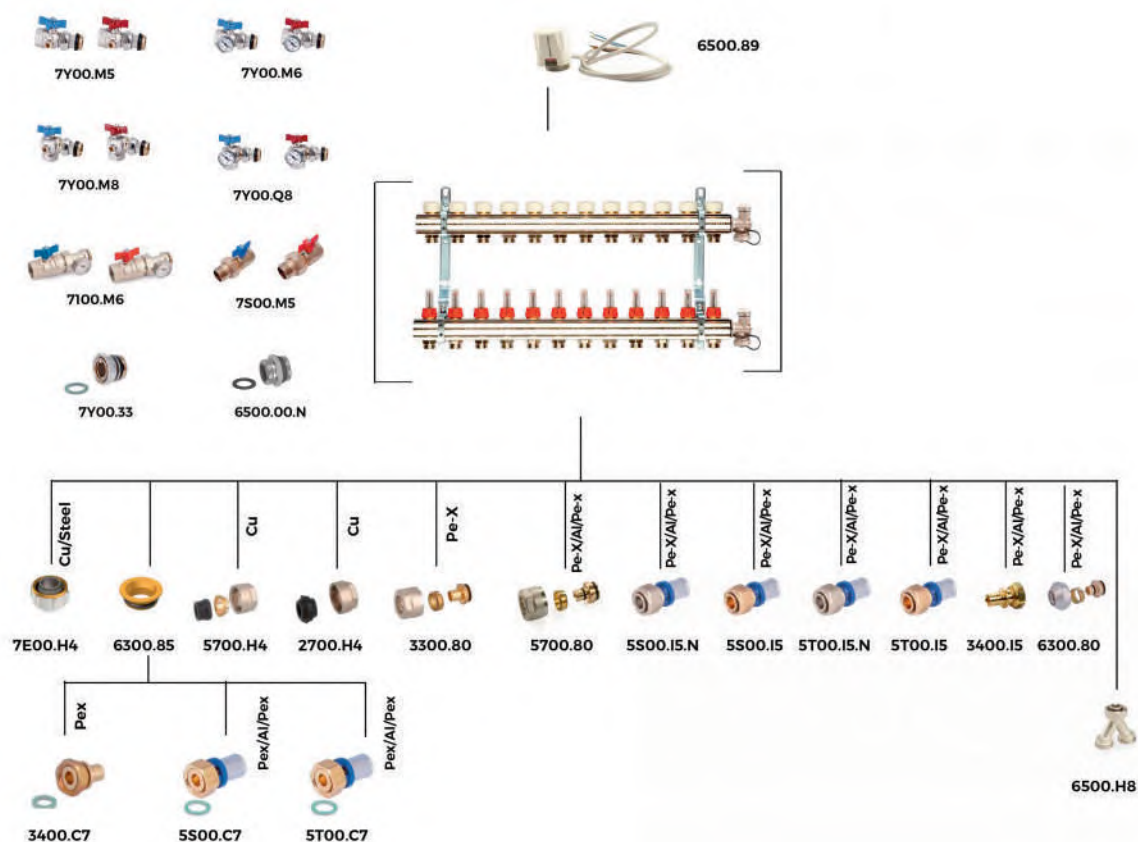 7Y00.M5
7Y00.M6
6500.89
7Y00.M8
7Y00.Q8
7100.M6
7S00.M5
7Y00.33
6500.00.N
Cu/Steel
Cu
Cu
Pe-X
Pe-X/Al/Pe-x
Pe-X/Al/Pe-x
Pe-X/Al/Pe-x
Pe-X/Al/Pe-x
Pe-X/Al/Pe-x
Pe-X/Al/Pe-x
Pe-X/Al/Pe-x
7E00.H4
6300.85
5700.H4
2700.H4
3300.80
5700.80
5S00.I5.N
5S00.I5
5T00.I5.N
5T00.I5
3400.I5
6300.80
Pex
Pex/Al/Pex
Pex/Al/Pex
6500.H8
3400.C7
5S00.C7
5T00.C7